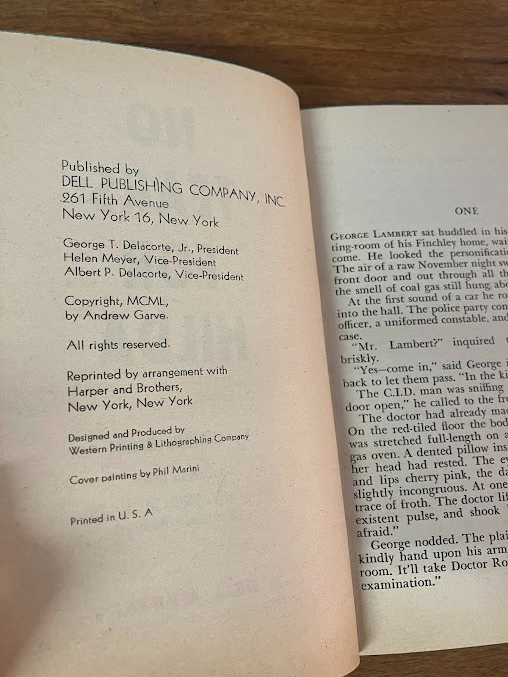 Published by
DELL PUBLISHING COMPANY, INC.
261 Fifth Avenue
New York 16, New York
George T. Delacorte, Jr., President
Helen Meyer, Vice-President
Albert P. Delacorte, Vice-President
Copyright, MCML,
by Andrew Garve.
All rights reserved.
Reprinted by arrangement with
Harper and Brothers,
New York, New York
Designed and Produced by
Western Printing & Lithographing Company
Cover painting by Phil Marini
Printed in U. S. A
ONE
GEORGE LAMBERT sat huddled in his
ting-room of his Finchley home, wai
come. He looked the personificati
The air of a raw November night sw
front door and out through all th
the smell of coal gas still hung abo
At the first sound of a car he ro
into the hall. The police party con
officer, a uniformed constable, and
case.
"Mr. Lambert?" inquired t
briskly.
"Yes—come in," said George i
back to let them pass. "In the ki
The C.I.D. man was sniffing
door open," he called to the fro
The doctor had already mad
On the red-tiled floor the bod
was stretched full-length on a
gas oven. A dented pillow ins
her head had rested. The ey
and lips cherry pink, the da
slightly incongruous. At one
trace of froth. The doctor lif
existent pulse, and shook
afraid."
George nodded. The plai
kindly hand upon his arm
room. It'll take Doctor Ro
examination."